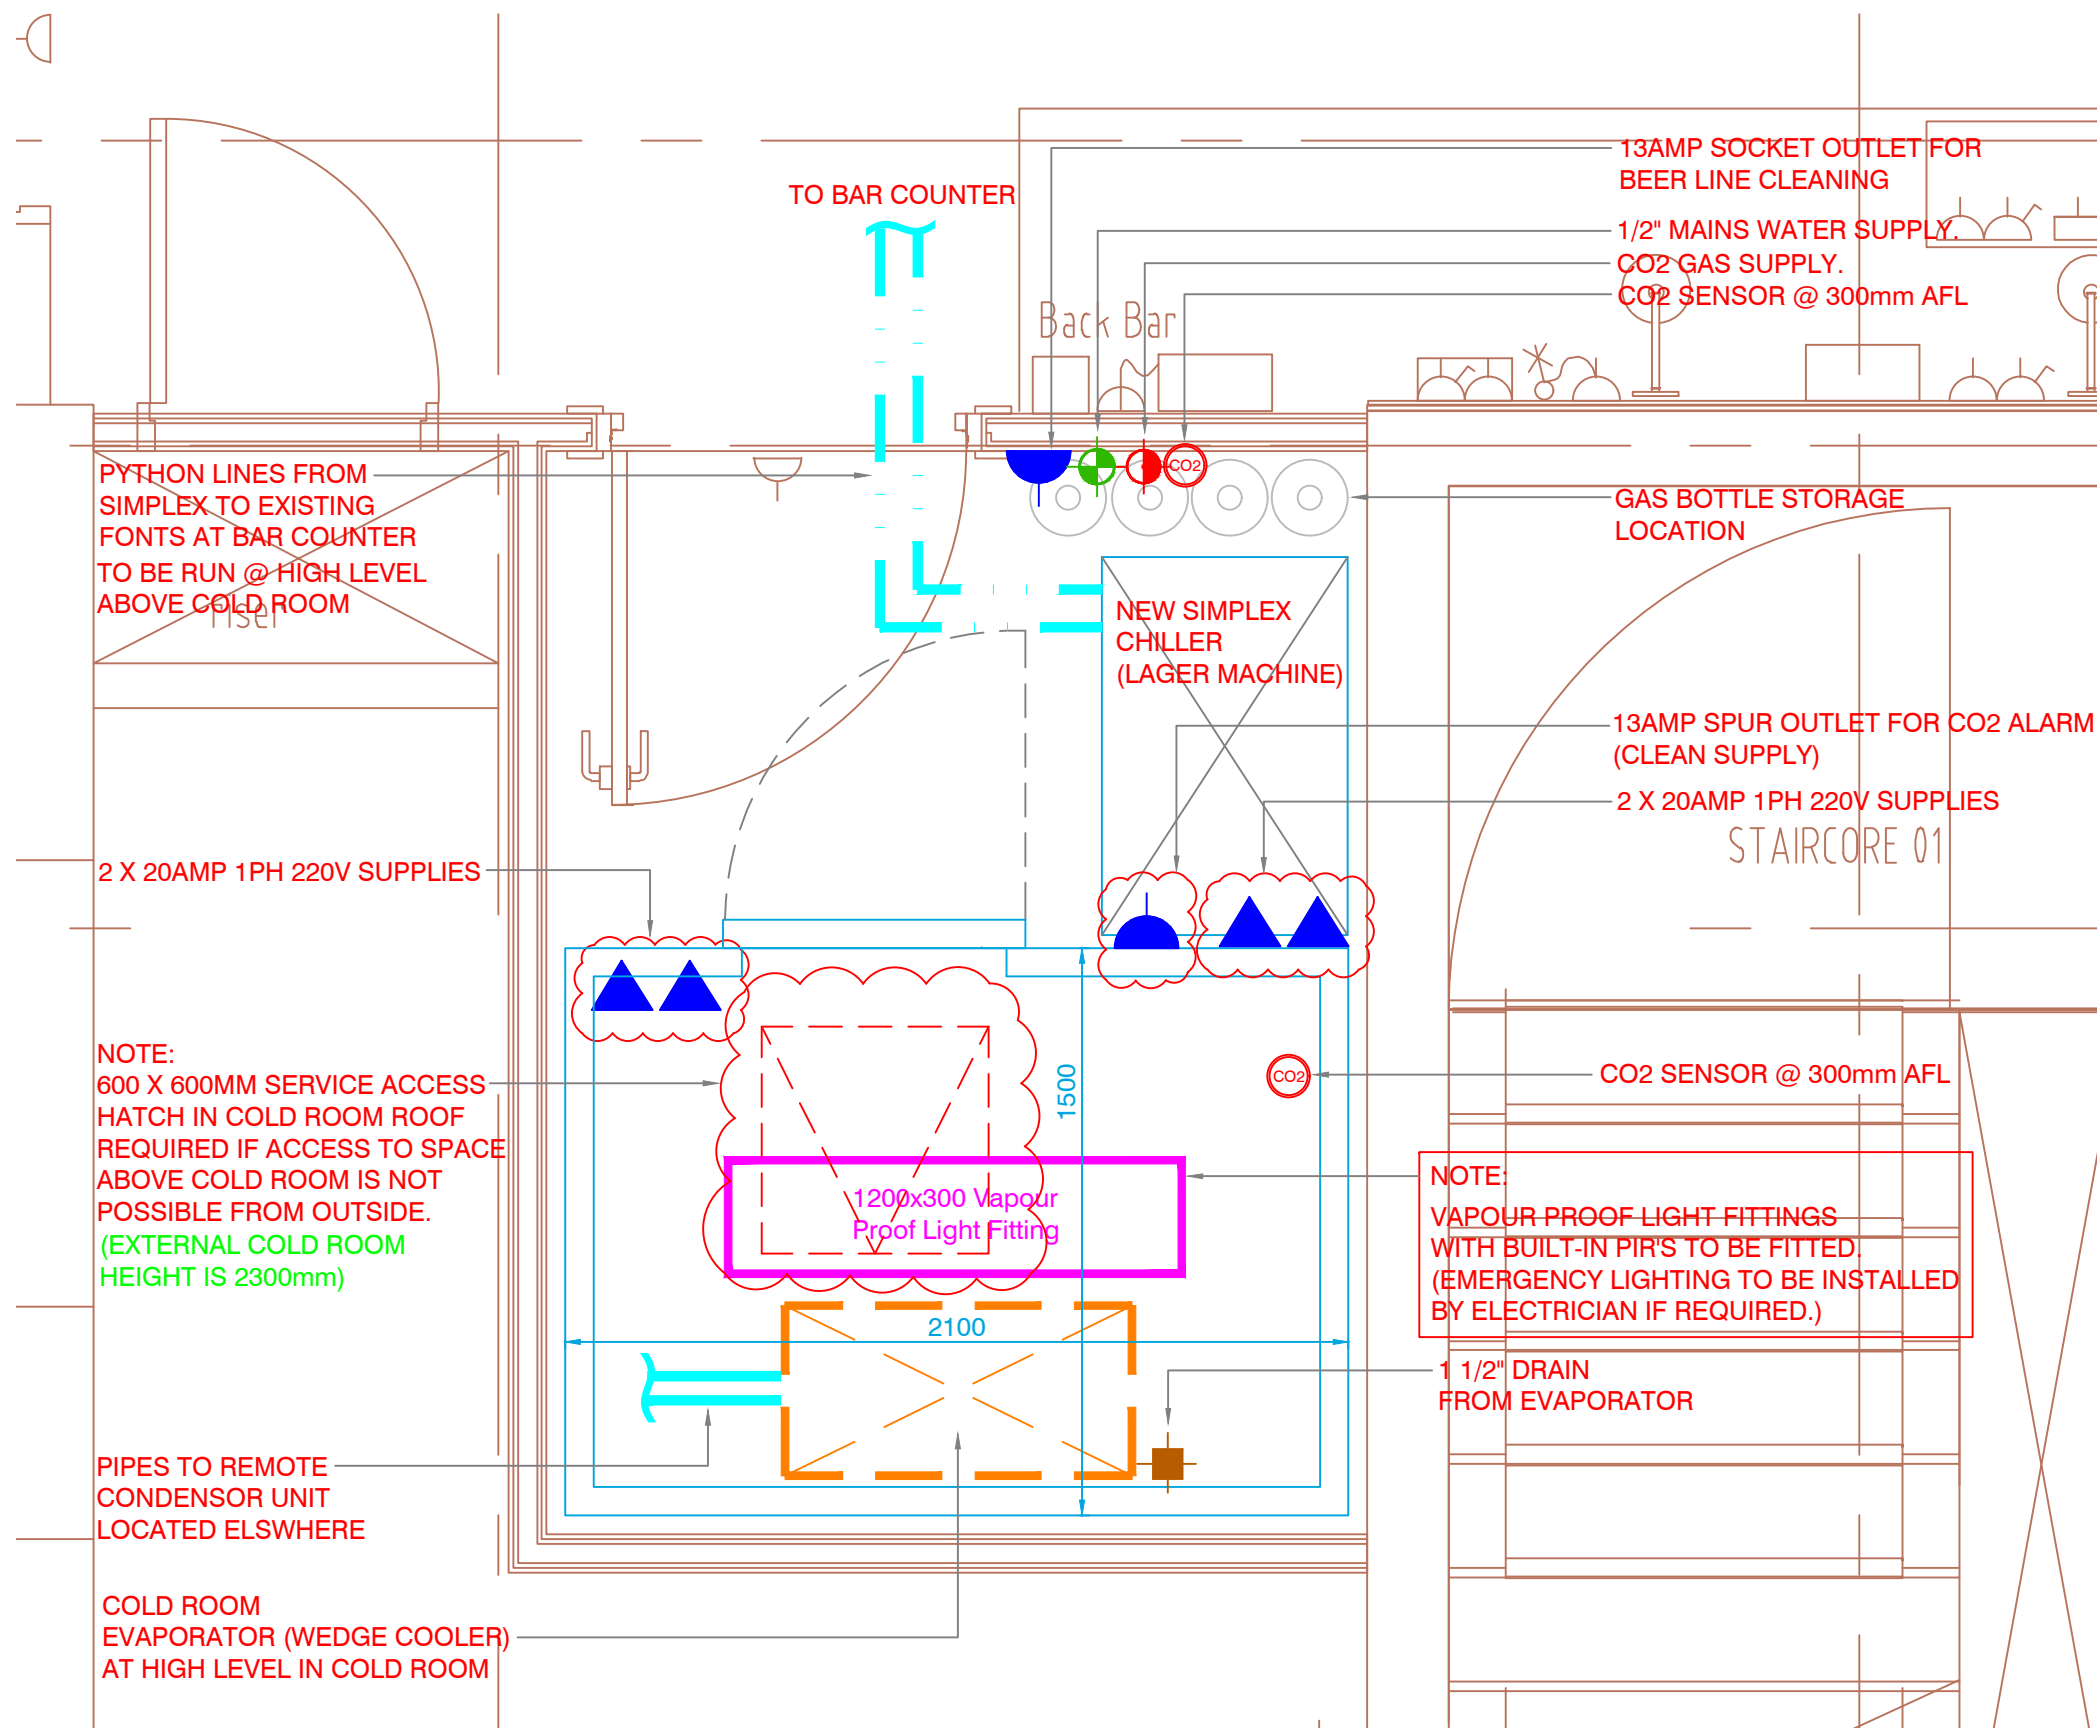 13AMP SOCKET OUTLET FOR
BEER LINE CLEANING
TO BAR COUNTER
1/2" MAINS WATER SUPPLY.
CO2 GAS SUPPLY.
CO2 SENSOR @ 300mm AFL
Back Bar
PYTHON LINES FROM
SIMPLEX TO EXISTING
FONTS AT BAR COUNTER
TO BE RUN @ HIGH LEVEL
ABOVE COLD ROOM
riser
CO2
GAS BOTTLE STORAGE
LOCATION
NEW SIMPLEX
CHILLER
(LAGER MACHINE)
13AMP SPUR OUTLET FOR CO2 ALARM
(CLEAN SUPPLY)
2 X 20AMP 1PH 220V SUPPLIES
STAIRCORE 01
2 X 20AMP 1PH 220V SUPPLIES
NOTE:
600 X 600MM SERVICE ACCESS
HATCH IN COLD ROOM ROOF
REQUIRED IF ACCESS TO SPACE
ABOVE COLD ROOM IS NOT
POSSIBLE FROM OUTSIDE.
(EXTERNAL COLD ROOM
HEIGHT IS 2300mm)
1500
CO2
CO2 SENSOR @ 300mm AFL
1200x300 Vapour
Proof Light Fitting
NOTE:
VAPOUR PROOF LIGHT FITTINGS
WITH BUILT-IN PIR'S TO BE FITTED.
(EMERGENCY LIGHTING TO BE INSTALLED
BY ELECTRICIAN IF REQUIRED.)
2100
1 1/2" DRAIN
FROM EVAPORATOR
PIPES TO REMOTE
CONDENSOR UNIT
LOCATED ELSWHERE
COLD ROOM
EVAPORATOR (WEDGE COOLER)
AT HIGH LEVEL IN COLD ROOM